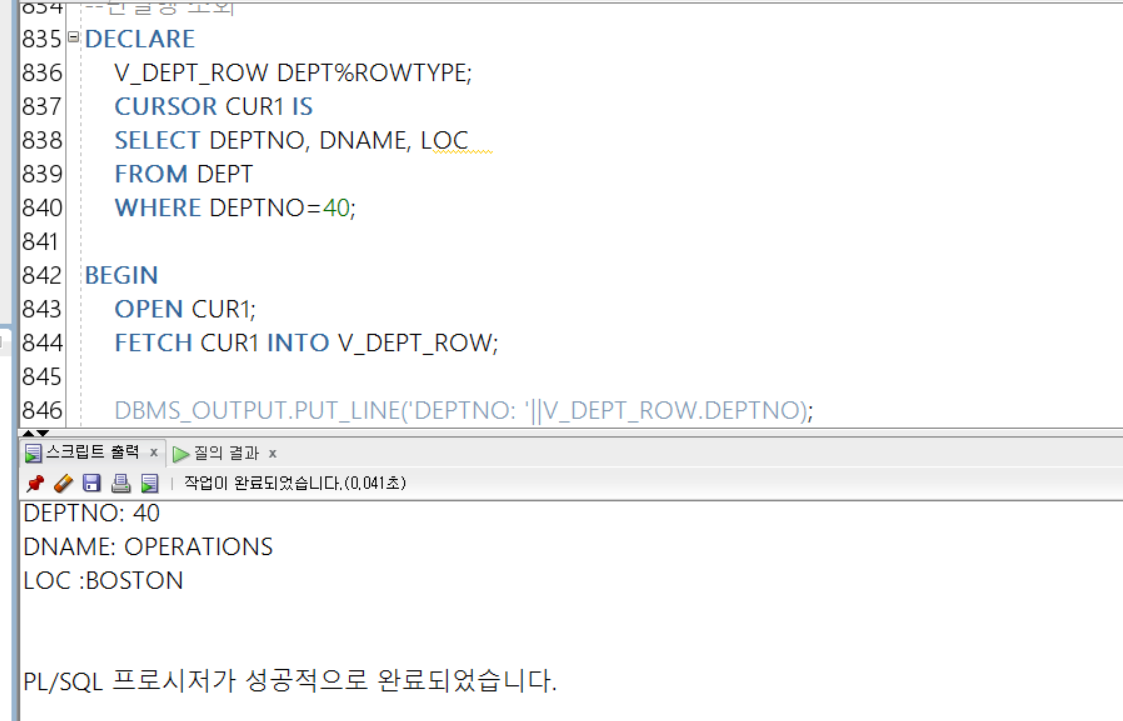 835 DECLARE
836 V_DEPT_ROW DEPT%ROWTYPE;
837 CURSOR CUR1 IS
838 SELECT DEPTNO, DNAME, LOC
839 FROM DEPT
840 WHERE DEPTNO=40;
841
842 BEGIN
843 OPEN CUR1;
844 FETCH CUR1 INTO V_DEPT_ROW;
845
846 DBMS_OUTPUT.PUT_LINE('DEPTNO: '||V_DEPT_ROW.DEPTNO);
스크립트 출력 x 질의 결과 x
작업이 완료되었습니다.(0.041초)
DEPTNO: 40
DNAME: OPERATIONS
LOC :BOSTON
PL/SQL 프로시저가 성공적으로 완료되었습니다.